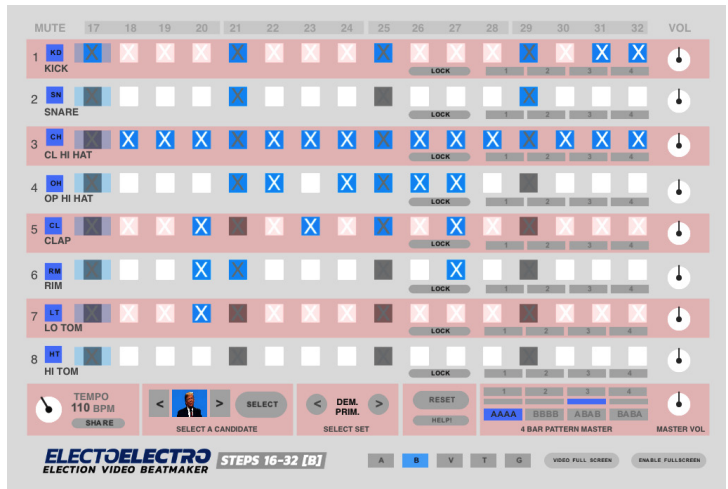 MUTE 17 18 19 20 21 22 23 24 25 26 27 28 29 30 31 32 VOL
1 KD X X X X X X X X X X X X X X X X
KICK LOCK 1 2 3 4
2 SN X X X X
SNARE LOCK 1 2 3 4
3 CH X X X X X X X X X X X X X X X X
CL HI HAT LOCK 1 2 3 4
4 OH X X X X X X X X
OP HI HAT LOCK 1 2 3 4
5 CL X X X X X X X X X X X X X X X X
CLAP LOCK 1 2 3 4
6 RM X X X X X X
RIM LOCK 1 2 3 4
7 LT X X X X X X X X X X X X X X X X
LO TOM LOCK 1 2 3 4
8 HT X X X X
HI TOM LOCK 1 2 3 4
TEMPO
110 BPM
SHARE
< > SELECT
SELECT A CANDIDATE
< DEM. PRIM. >
SELECT SET
RESET
HELP!
1 2 3 4
AAAA BBBB ABAB BABA
4 BAR PATTERN MASTER
MASTER VOL
ELECTOELECTRO
ELECTION VIDEO BEATMAKER
STEPS 16-32 [B]
A B V T G VIDEO FULL SCREEN ENABLE FULLSCREEN